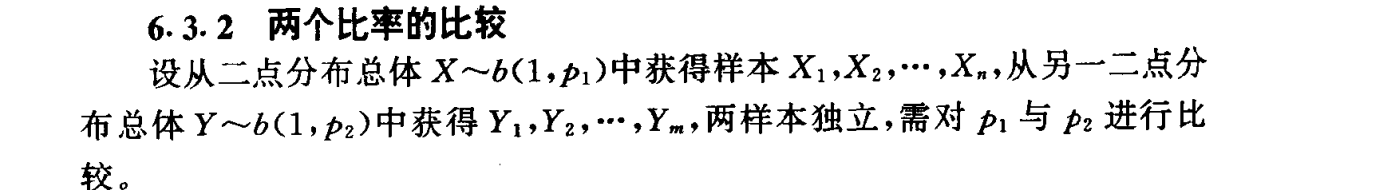 6.3.2 两个比率的比较
设从二点分布总体 X～b(1,p₁)中获得样本 X₁,X₂,…,Xₙ,从另一二点分
布总体 Y～b(1,p₂)中获得 Y₁,Y₂,…,Yₘ,两样本独立,需对 p₁ 与 p₂ 进行比
较。